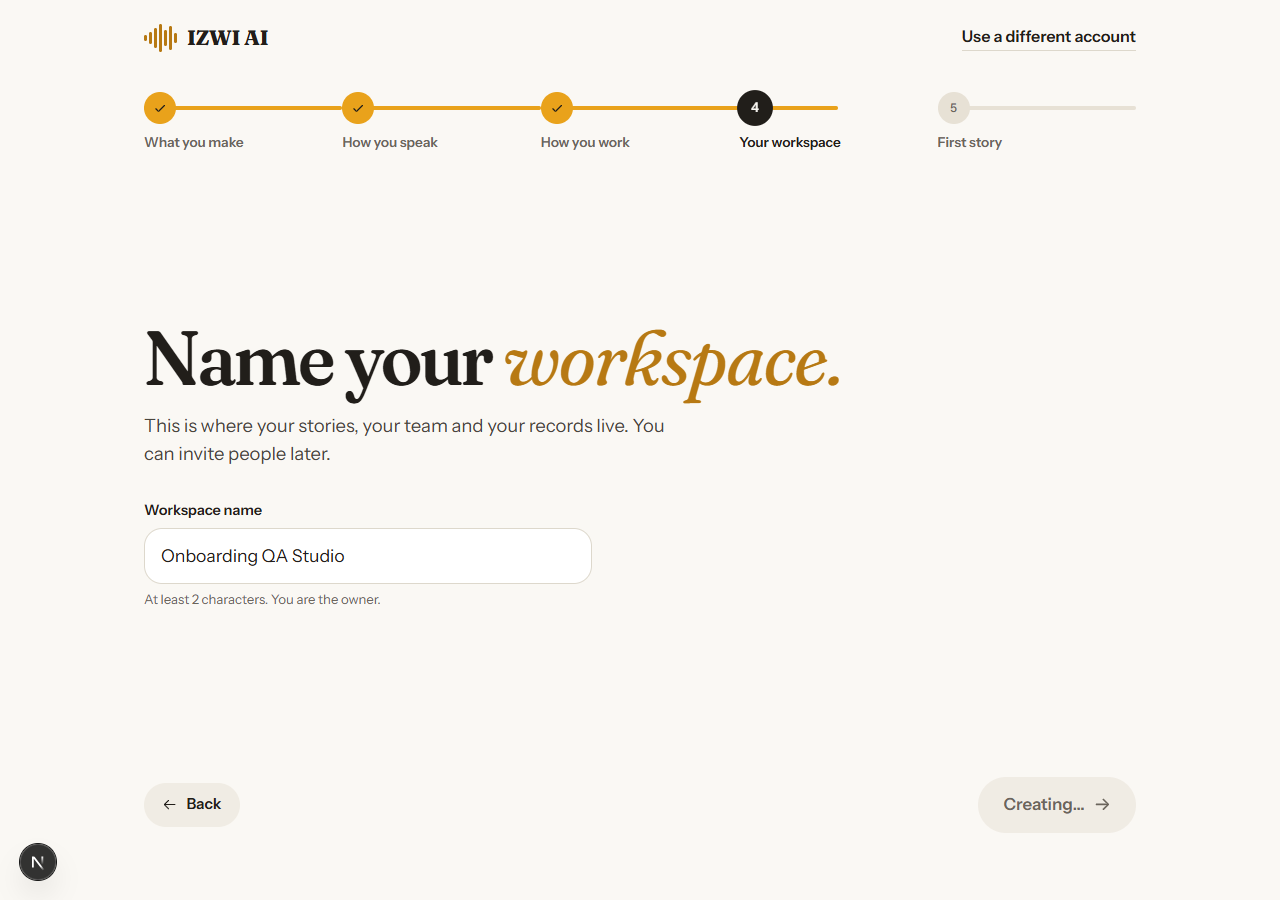 IZWI AI
Use a different account
4
5
What you make
How you speak
How you work
Your workspace
First story
Name your workspace.
This is where your stories, your team and your records live. You
can invite people later.
Workspace name
Onboarding QA Studio
At least 2 characters. You are the owner.
← Back
Creating... →
N